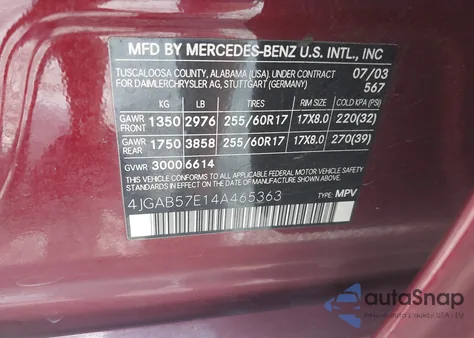 MFD BY MERCEDES-BENZ U.S. INTL., INC
TUSCALOOSA COUNTY, ALABAMA (USA). UNDER CONTRACT 07/03
FOR DAIMLERCHRYSLER AG, STUTTGART (GERMANY) 567
KG LB TIRES RIM SIZE COLD KPA (PSI)
GAWR FRONT 1350 2976 255/60R17 17X8.0 220(32)
GAWR REAR 1750 3858 255/60R17 17X8.0 270(39)
GVWR 3000 6614
THIS VEHICLE CONFORMS TO ALL APPLICABLE FEDERAL MOTOR VEHICLE
SAFETY STANDARDS IN EFFECT ON THE DATE OF MANUFACTURE SHOWN ABOVE.
4JGAB57E14A465363 TYPE: MPV
autoSnap